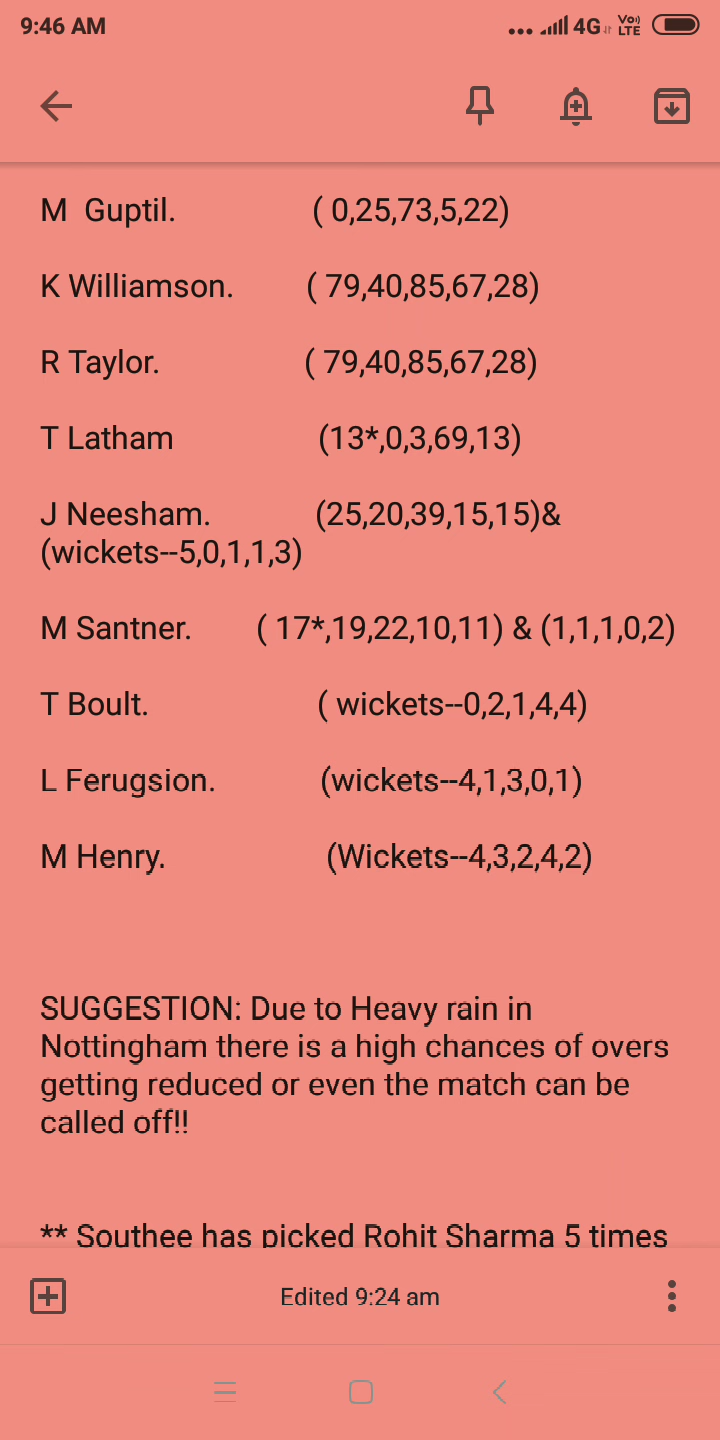 9:46 AM
4G
Vo))
LTE
M Guptil. ( 0,25,73,5,22)
K Williamson. ( 79,40,85,67,28)
R Taylor. ( 79,40,85,67,28)
T Latham (13*,0,3,69,13)
J Neesham. (25,20,39,15,15)&
(wickets--5,0,1,1,3)
M Santner. ( 17*,19,22,10,11) & (1,1,1,0,2)
T Boult. ( wickets--0,2,1,4,4)
L Ferugsion. (wickets--4,1,3,0,1)
M Henry. (Wickets--4,3,2,4,2)
SUGGESTION: Due to Heavy rain in
Nottingham there is a high chances of overs
getting reduced or even the match can be
called off!!
** Southee has picked Rohit Sharma 5 times
Edited 9:24 am